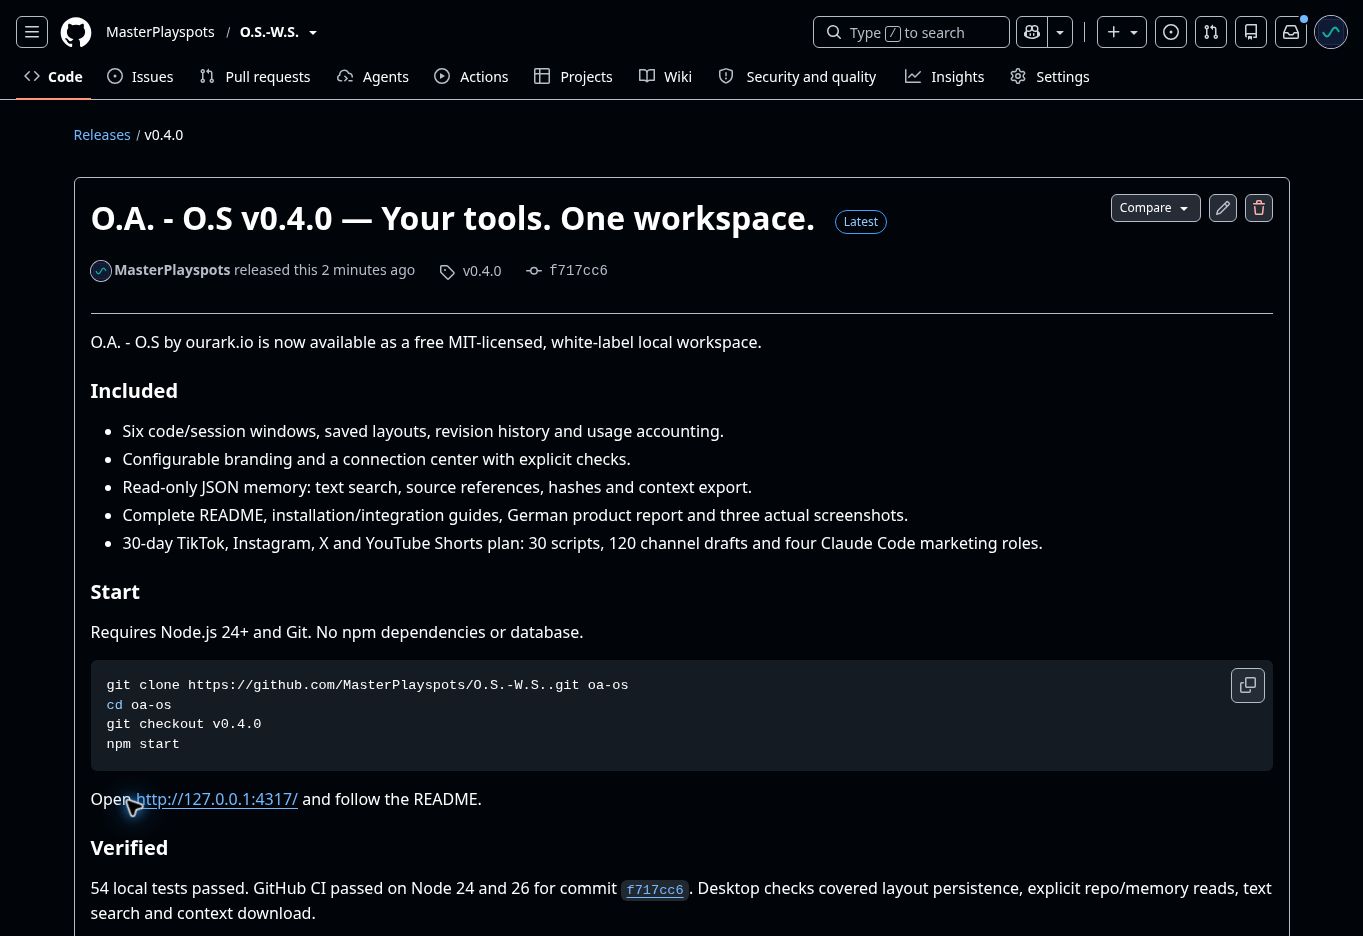 MasterPlayspots / O.S.-W.S.
Type / to search
Code Issues Pull requests Agents Actions Projects Wiki Security and quality Insights Settings
Releases / v0.4.0
O.A. - O.S v0.4.0 — Your tools. One workspace. Latest
Compare
MasterPlayspots released this 2 minutes ago v0.4.0 f717cc6
O.A. - O.S by ourark.io is now available as a free MIT-licensed, white-label local workspace.
Included
• Six code/session windows, saved layouts, revision history and usage accounting.
• Configurable branding and a connection center with explicit checks.
• Read-only JSON memory: text search, source references, hashes and context export.
• Complete README, installation/integration guides, German product report and three actual screenshots.
• 30-day TikTok, Instagram, X and YouTube Shorts plan: 30 scripts, 120 channel drafts and four Claude Code marketing roles.
Start
Requires Node.js 24+ and Git. No npm dependencies or database.
git clone https://github.com/MasterPlayspots/O.S.-W.S..git oa-os
cd oa-os
git checkout v0.4.0
npm start
Open http://127.0.0.1:4317/ and follow the README.
Verified
54 local tests passed. GitHub CI passed on Node 24 and 26 for commit f717cc6. Desktop checks covered layout persistence, explicit repo/memory reads, text
search and context download.